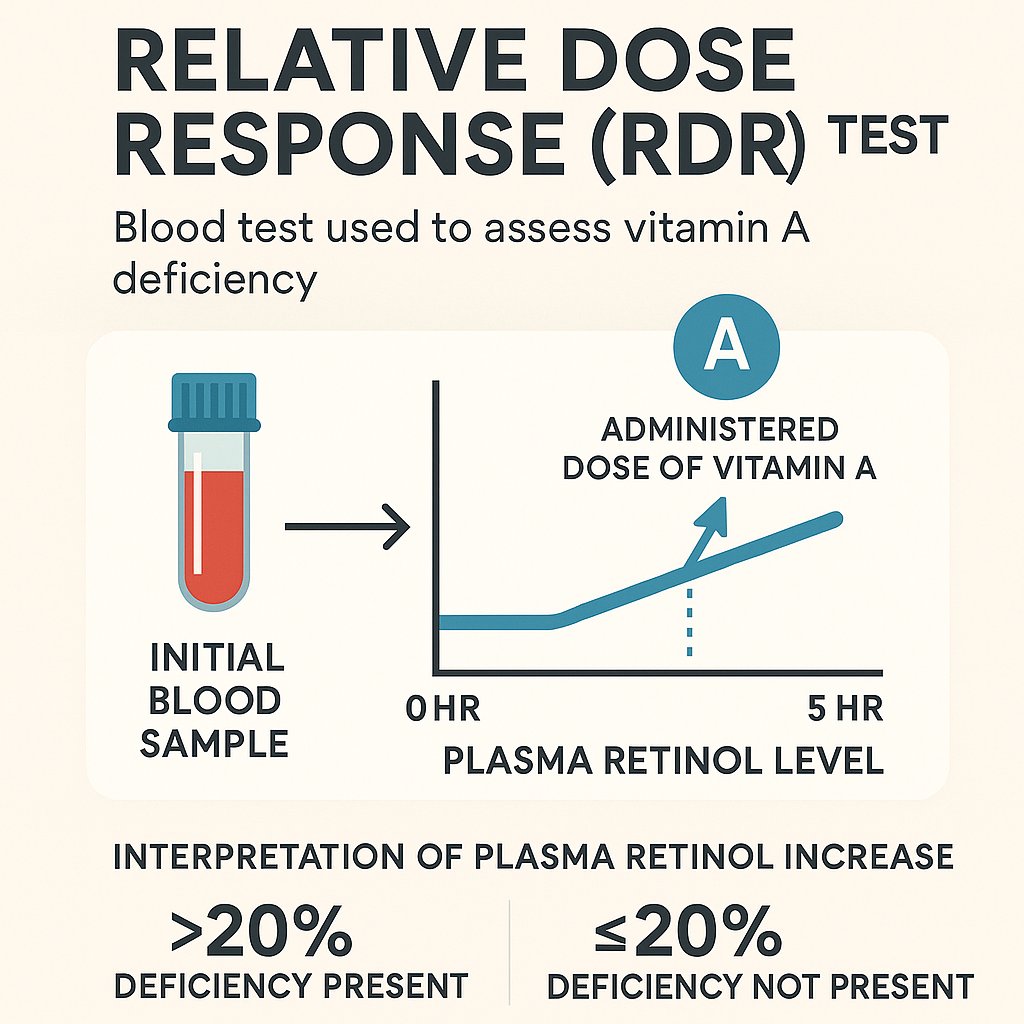 RELATIVE DOSE
RESPONSE (RDR) TEST
Blood test used to assess vitamin A
deficiency
A
ADMINISTERED
DOSE OF VITAMIN A
INITIAL
BLOOD
SAMPLE
0 HR
5 HR
PLASMA RETINOL LEVEL
INTERPRETATION OF PLASMA RETINOL INCREASE
>20%
DEFICIENCY PRESENT
≤20%
DEFICIENCY NOT PRESENT